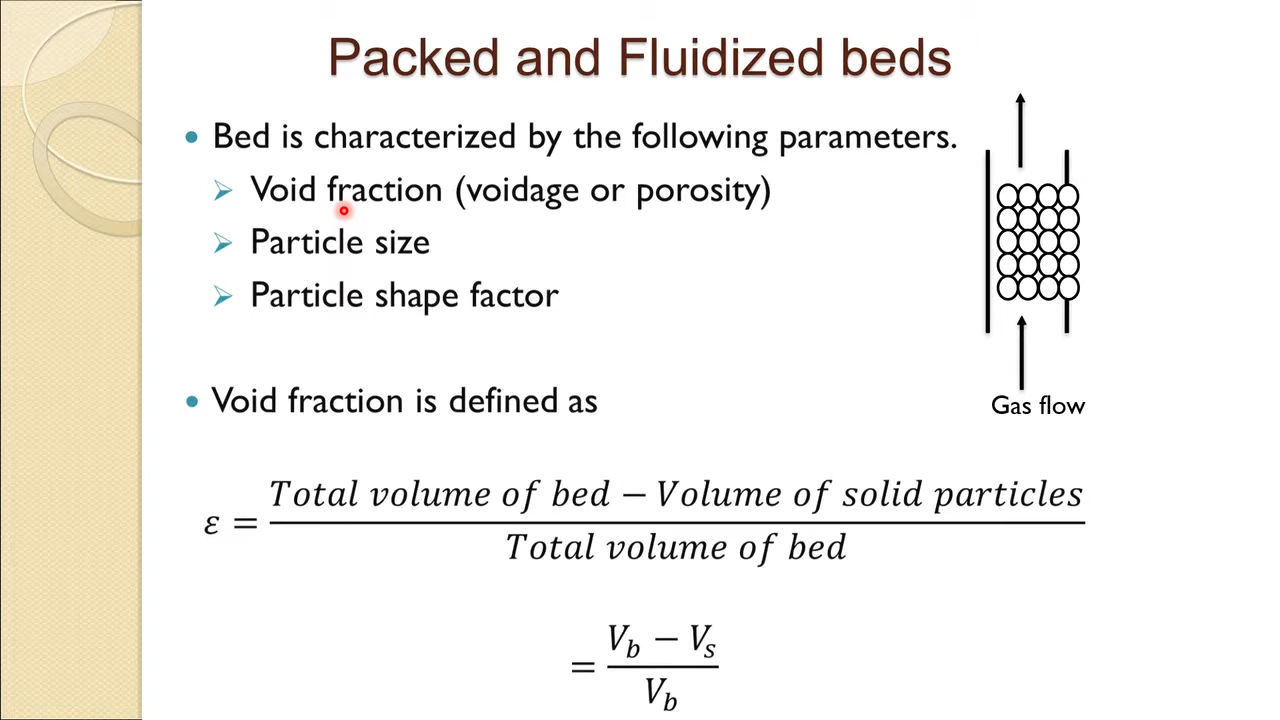 Packed and Fluidized beds
• Bed is characterized by the following parameters.
➢ Void fraction (voidage or porosity)
➢ Particle size
➢ Particle shape factor
Gas flow
• Void fraction is defined as
ε = (Total volume of bed − Volume of solid particles) / (Total volume of bed)
= (V_b − V_s) / V_b